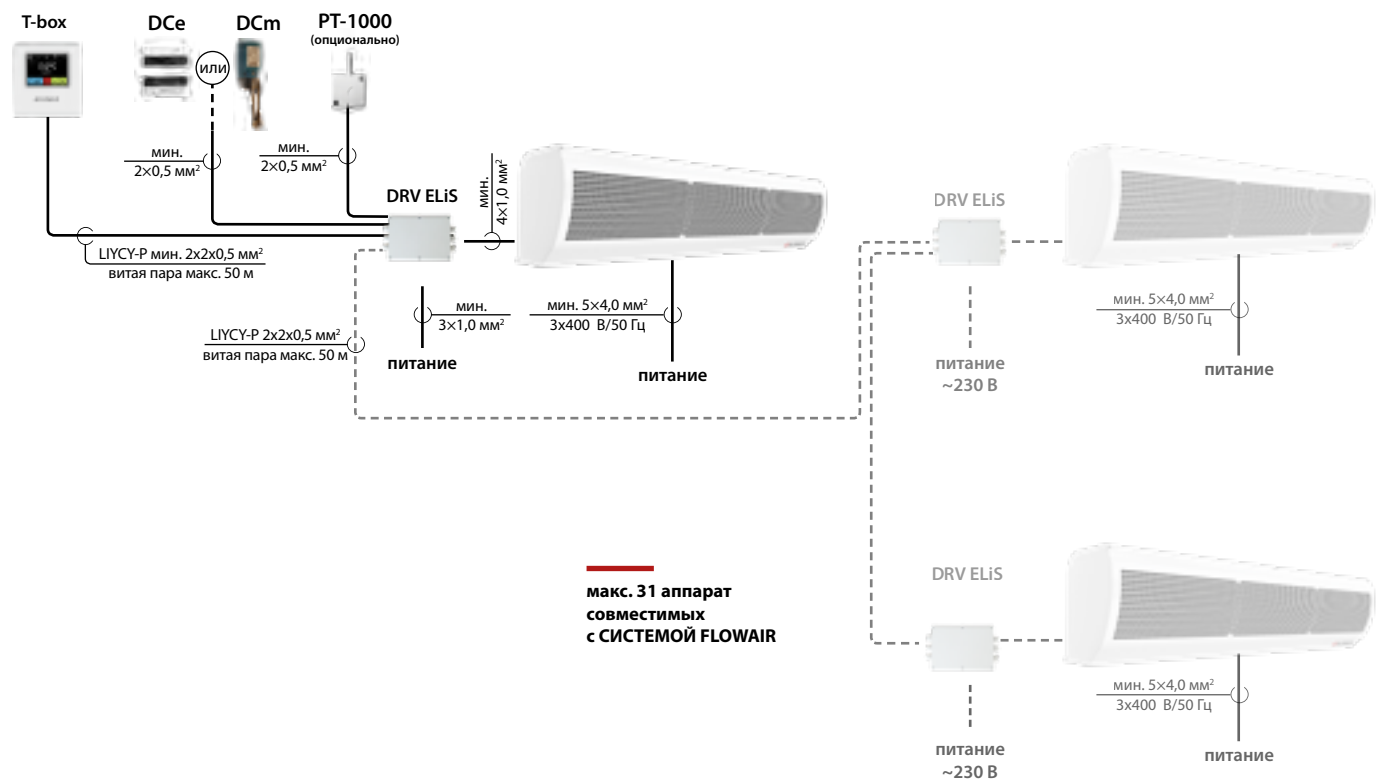 T-box
DCe
DCm
PT-1000
(опционально)
или
мин.
2×0,5 мм²
мин.
2×0,5 мм²
DRV ELiS
мин.
4×1,0 мм²
LIYCY-P мин. 2x2x0,5 мм²
витая пара макс. 50 м
LIYCY-P 2x2x0,5 мм²
витая пара макс. 50 м
мин.
3×1,0 мм²
питание
мин. 5×4,0 мм²
3x400 В/50 Гц
питание
DRV ELiS
питание
~230 В
мин. 5×4,0 мм²
3x400 В/50 Гц
питание
макс. 31 аппарат
совместимых
с СИСТЕМОЙ FLOWAIR
DRV ELiS
питание
~230 В
мин. 5×4,0 мм²
3x400 В/50 Гц
питание